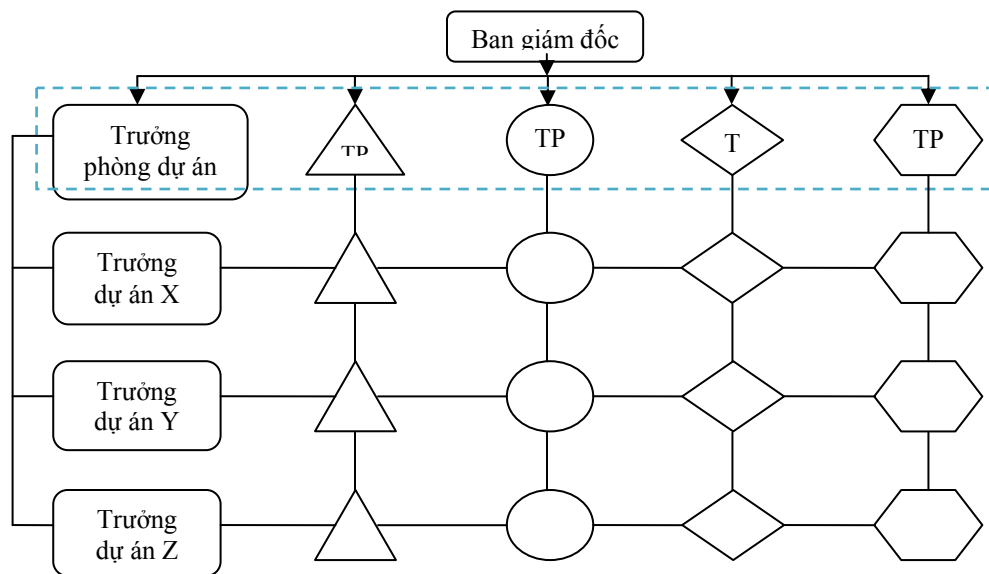 Ban giám đốc
Trưởng
phòng dự án
TP
TP
T
TP
Trưởng
dự án X
Trưởng
dự án Y
Trưởng
dự án Z